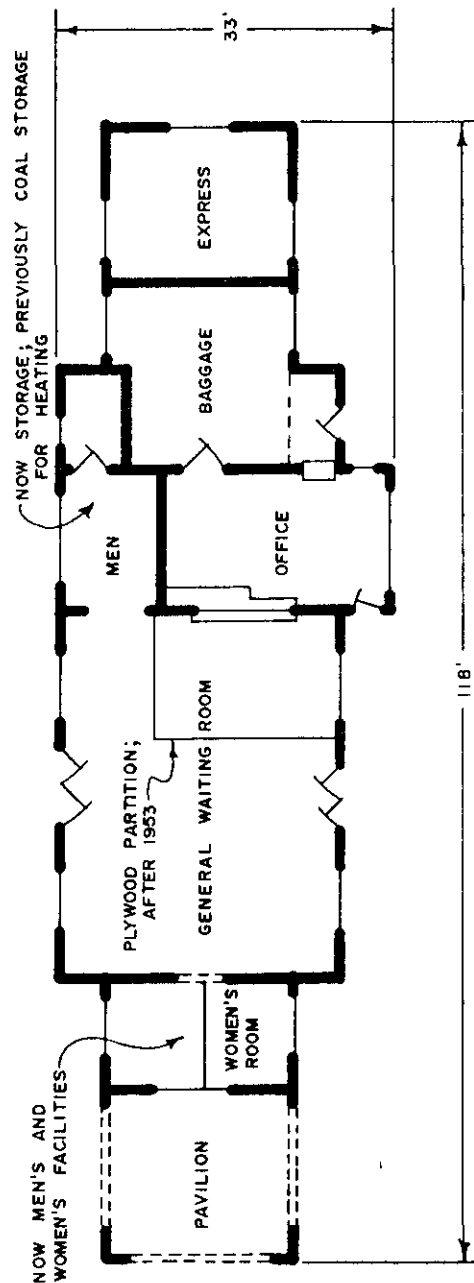 NOW MEN'S AND
WOMEN'S FACILITIES
PAVILION
WOMEN'S
ROOM
PLYWOOD PARTITION;
AFTER 1953
GENERAL WAITING ROOM
NOW STORAGE; PREVIOUSLY COAL STORAGE
FOR HEATING
MEN
OFFICE
BAGGAGE
EXPRESS
33'
118'